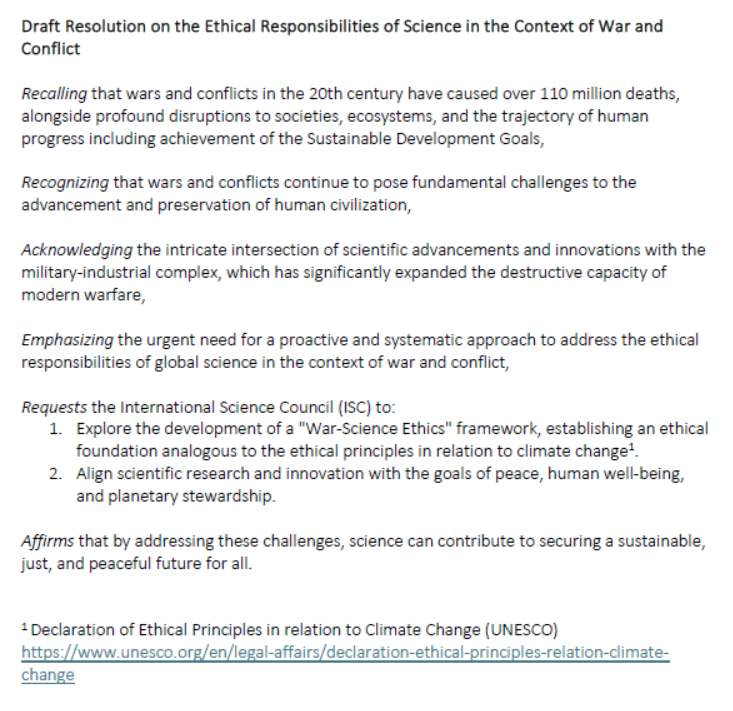 Draft Resolution on the Ethical Responsibilities of Science in the Context of War and
Conflict
Recalling that wars and conflicts in the 20th century have caused over 110 million deaths,
alongside profound disruptions to societies, ecosystems, and the trajectory of human
progress including achievement of the Sustainable Development Goals,
Recognizing that wars and conflicts continue to pose fundamental challenges to the
advancement and preservation of human civilization,
Acknowledging the intricate intersection of scientific advancements and innovations with the
military-industrial complex, which has significantly expanded the destructive capacity of
modern warfare,
Emphasizing the urgent need for a proactive and systematic approach to address the ethical
responsibilities of global science in the context of war and conflict,
Requests the International Science Council (ISC) to:
1. Explore the development of a "War-Science Ethics" framework, establishing an ethical
foundation analogous to the ethical principles in relation to climate change¹.
2. Align scientific research and innovation with the goals of peace, human well-being,
and planetary stewardship.
Affirms that by addressing these challenges, science can contribute to securing a sustainable,
just, and peaceful future for all.
¹ Declaration of Ethical Principles in relation to Climate Change (UNESCO)
https://www.unesco.org/en/legal-affairs/declaration-ethical-principles-relation-climate-
change